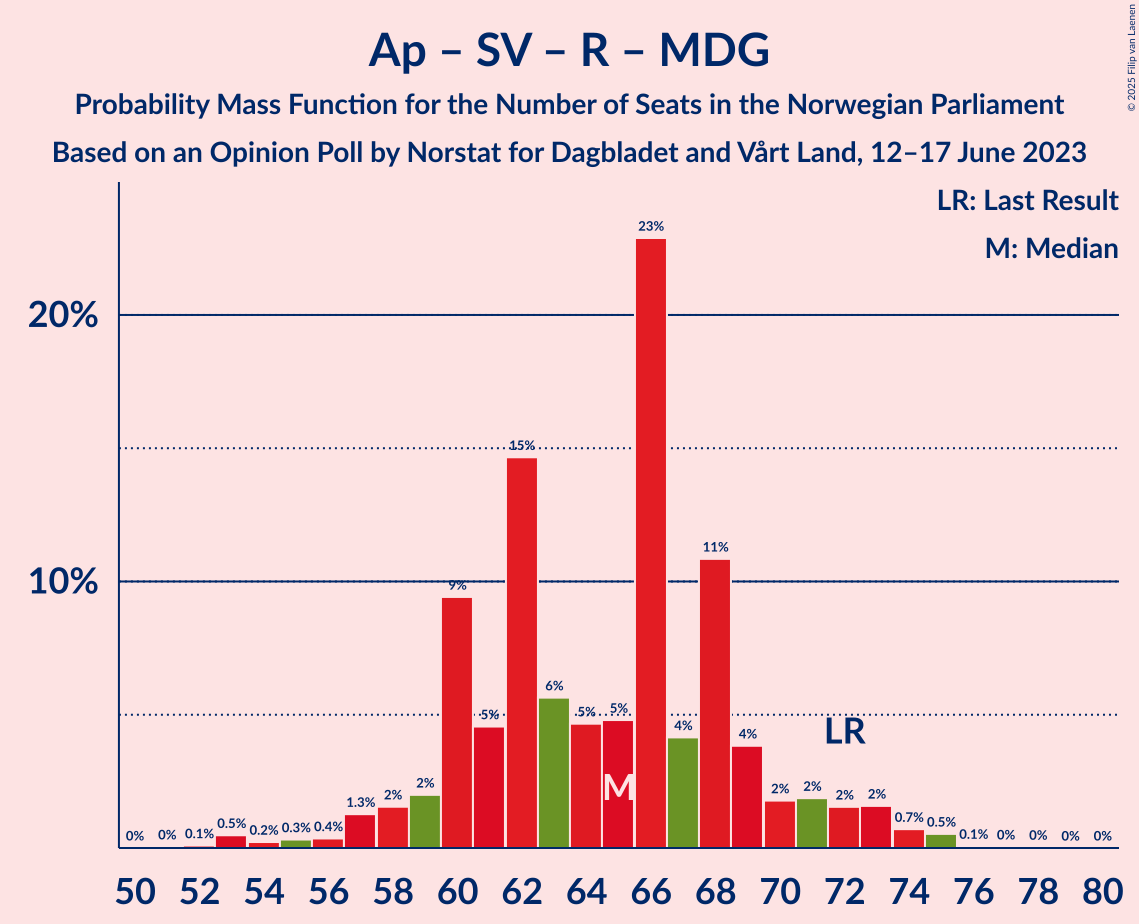 Ap – SV – R – MDG
Probability Mass Function for the Number of Seats in the Norwegian Parliament
Based on an Opinion Poll by Norstat for Dagbladet and Vårt Land, 12–17 June 2023
© 2025 Filip van Laenen
LR: Last Result
M: Median
20%
10%
0% 0% 0.1% 0.5% 0.2% 0.3% 0.4% 1.3% 2% 2% 9% 5% 15% 6% 5% 5% 23% 4% 11% 4% 2% 2% 2% 2% 0.7% 0.5% 0.1% 0% 0% 0% 0%
LR
M
50 52 54 56 58 60 62 64 66 68 70 72 74 76 78 80